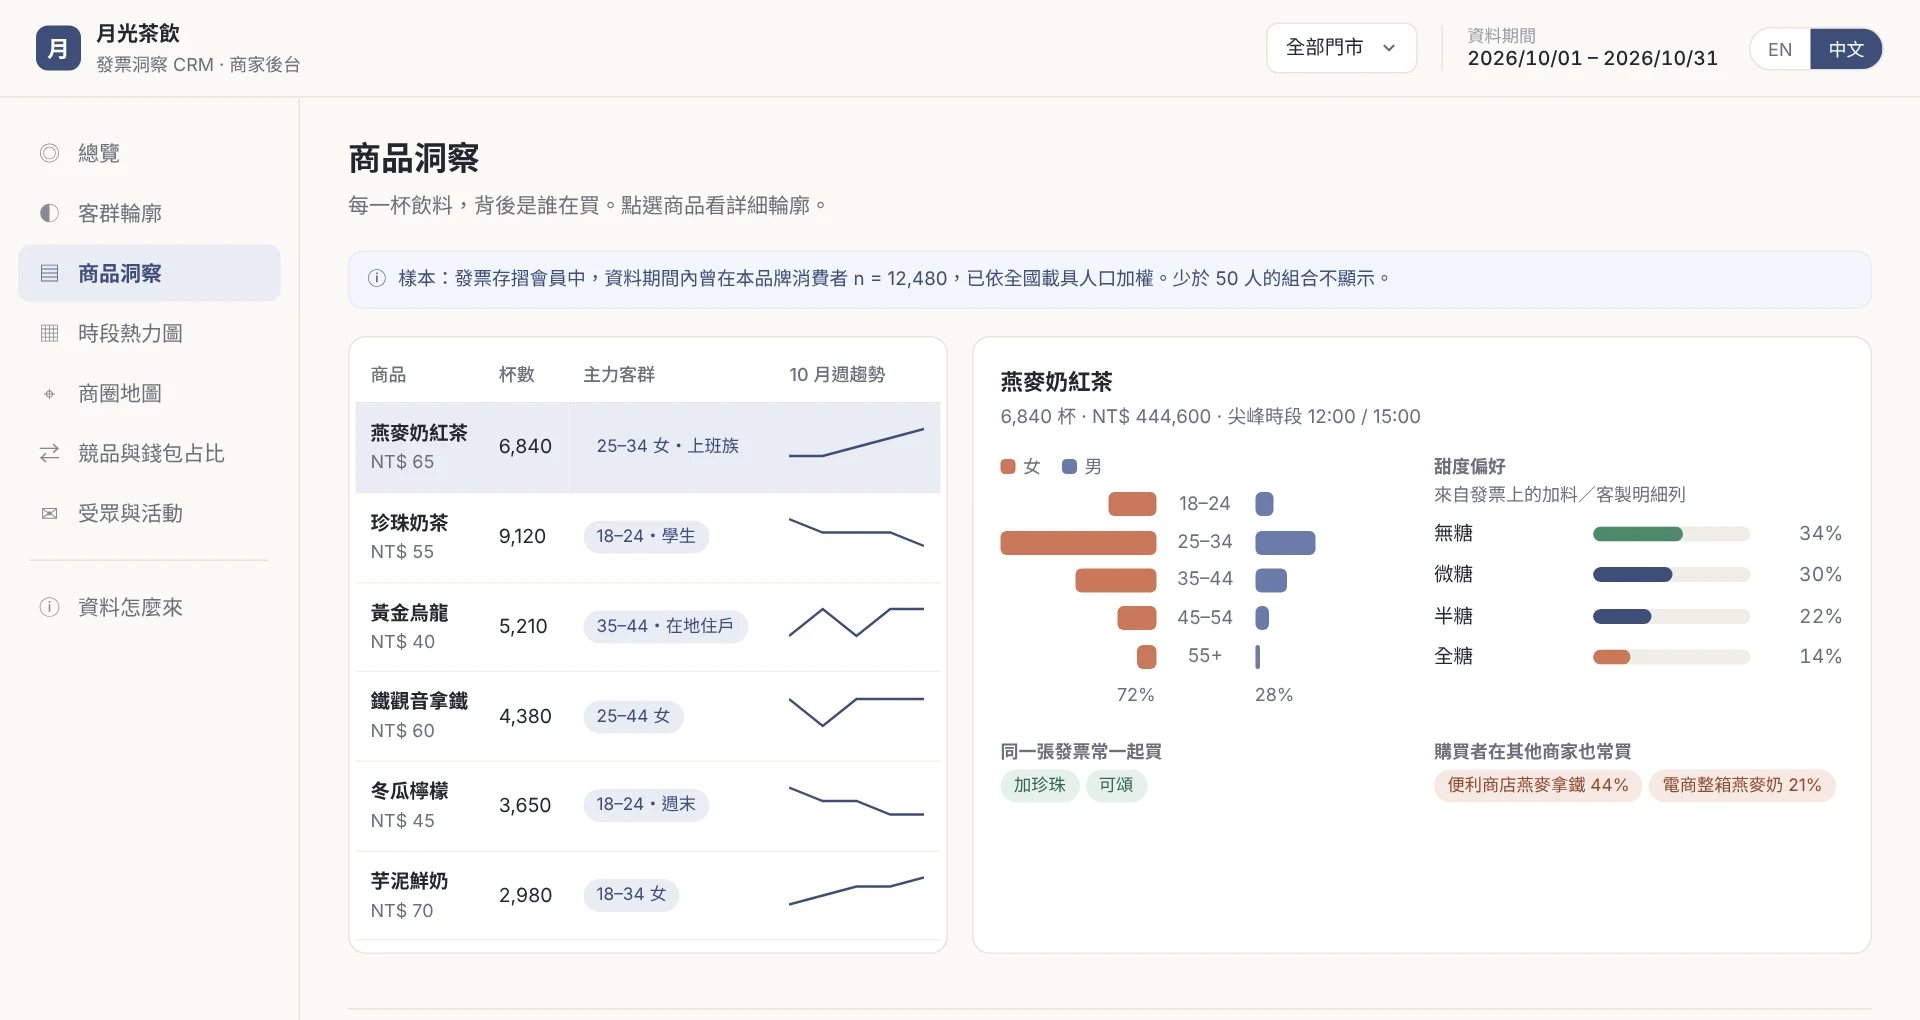 月
月光茶飲
發票洞察 CRM · 商家後台
全部門市
資料期間
2026/10/01 – 2026/10/31
EN
中文
總覽
客群輪廓
商品洞察
時段熱力圖
商圈地圖
競品與錢包占比
受眾與活動
資料怎麼來
商品洞察
每一杯飲料，背後是誰在買。點選商品看詳細輪廓。
樣本：發票存摺會員中，資料期間內曾在本品牌消費者 n = 12,480，已依全國載具人口加權。少於 50 人的組合不顯示。
商品 杯數 主力客群 10 月週趨勢
燕麥奶紅茶
NT$ 65
6,840
25–34 女・上班族
珍珠奶茶
NT$ 55
9,120
18–24・學生
黃金烏龍
NT$ 40
5,210
35–44・在地住戶
鐵觀音拿鐵
NT$ 60
4,380
25–44 女
冬瓜檸檬
NT$ 45
3,650
18–24・週末
芋泥鮮奶
NT$ 70
2,980
18–34 女
燕麥奶紅茶
6,840 杯 · NT$ 444,600 · 尖峰時段 12:00 / 15:00
女 男
18–24
25–34
35–44
45–54
55+
72% 28%
甜度偏好
來自發票上的加料／客製明細列
無糖 34%
微糖 30%
半糖 22%
全糖 14%
同一張發票常一起買
加珍珠 可頌
購買者在其他商家也常買
便利商店燕麥拿鐵 44% 電商整箱燕麥奶 21%